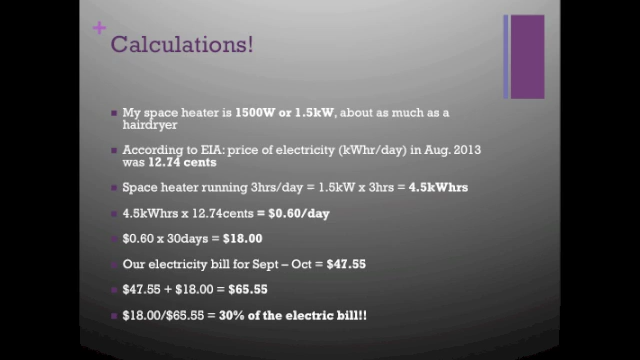 +
Calculations!
My space heater is 1500W or 1.5kW, about as much as a
hairdryer
According to EIA: price of electricity (kWhr/day) in Aug. 2013
was 12.74 cents
Space heater running 3hrs/day = 1.5kW x 3hrs = 4.5kWhrs
4.5kWhrs x 12.74cents = $0.60/day
$0.60 x 30days = $18.00
Our electricity bill for Sept – Oct = $47.55
$47.55 + $18.00 = $65.55
$18.00/$65.55 = 30% of the electric bill!!